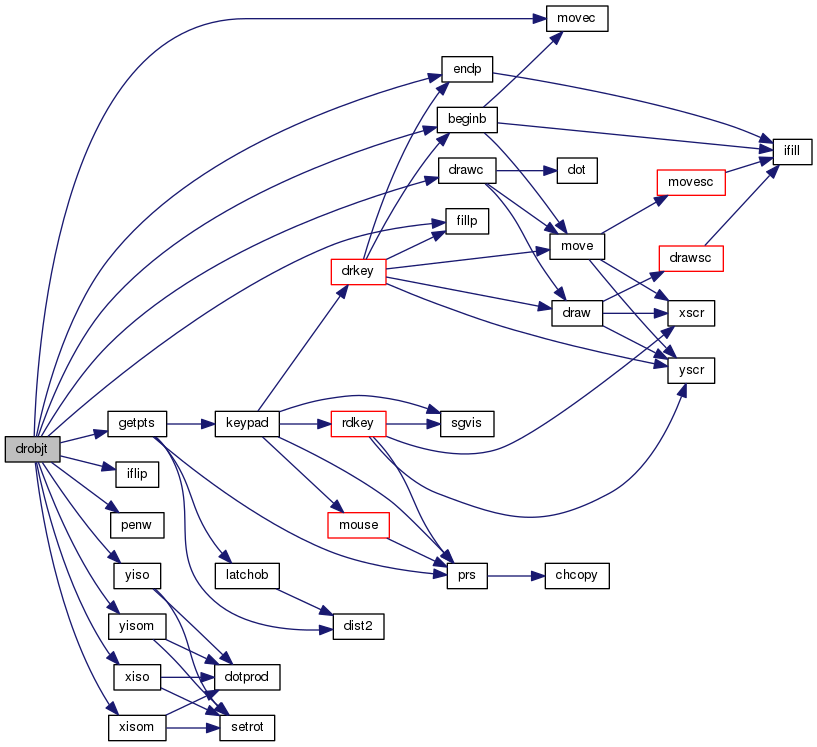 movec
endp
beginb
ifill
drawc
dot
movesc
fillp
move
drawsc
drkey
draw
xscr
yscr
getpts
keypad
rdkey
sgvis
drobjt
iflip
penw
mouse
yiso
latchob
prs
chcopy
yisom
dist2
xiso
dotprod
xisom
setrot